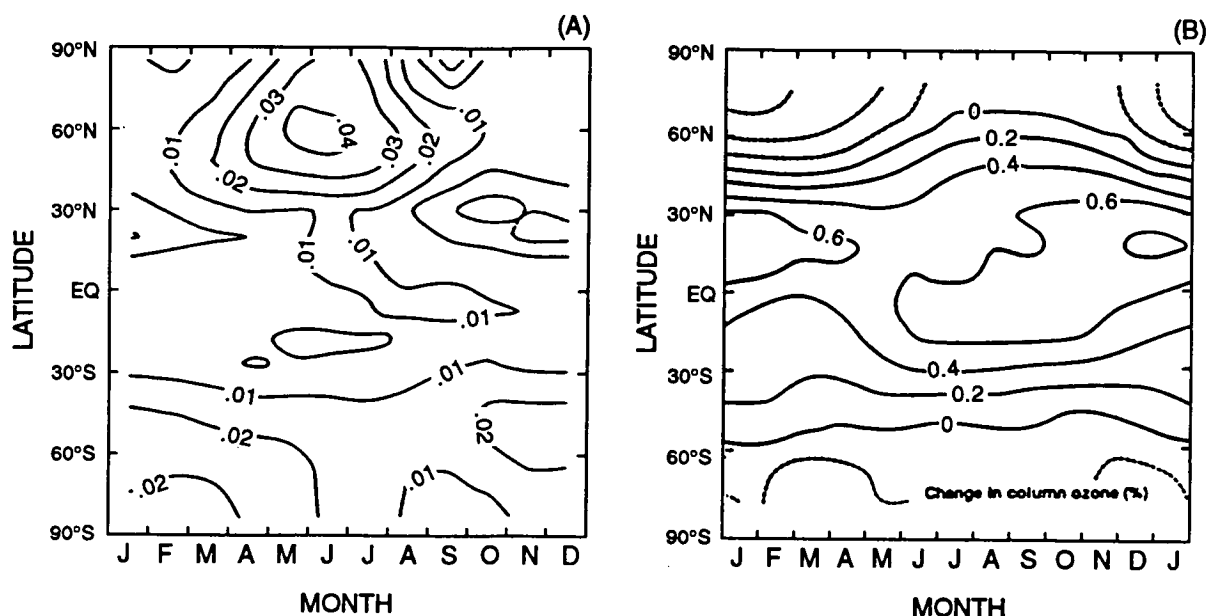 (A)
90°N
60°N
30°N
EQ
30°S
60°S
90°S
LATITUDE
J F M A M J J A S O N D
MONTH
.01
.02
.03
.04
.03
.02
.01
.01
.01
.01
.01
.01
.02
.02
.02
.01
(B)
90°N
60°N
30°N
EQ
30°S
60°S
90°S
LATITUDE
J F M A M J J A S O N D J
MONTH
0
0.2
0.4
0.6
0.6
0.4
0.2
0
Change in column ozone (%)